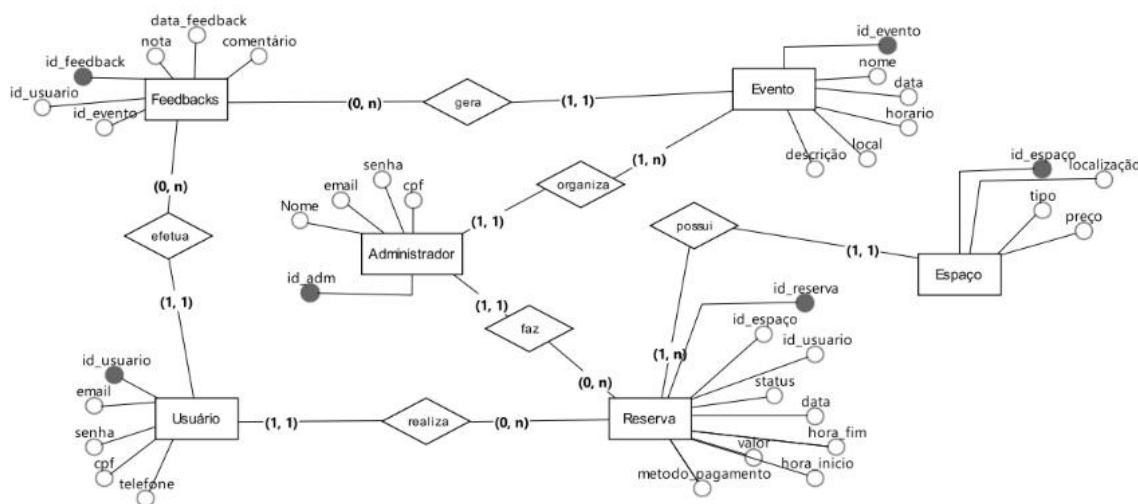 data_feedback
nota
comentário
id_feedback
id_usuario
id_evento
Feedbacks
(0, n)
gera
(1, 1)
id_evento
nome
data
horario
Evento
descrição
local
(0, n)
efetua
(1, 1)
senha
email
cpf
Nome
Administrador
id_adm
(1, 1)
organiza
(1, n)
id_espaço
localização
tipo
preço
Espaço
possui
(1, 1)
(1, n)
(1, 1)
faz
(0, n)
id_usuario
email
senha
cpf
telefone
Usuário
(1, 1)
realiza
(0, n)
id_reserva
id_espaço
id_usuario
status
data
hora_fim
valor
hora_inicio
metodo_pagamento
Reserva